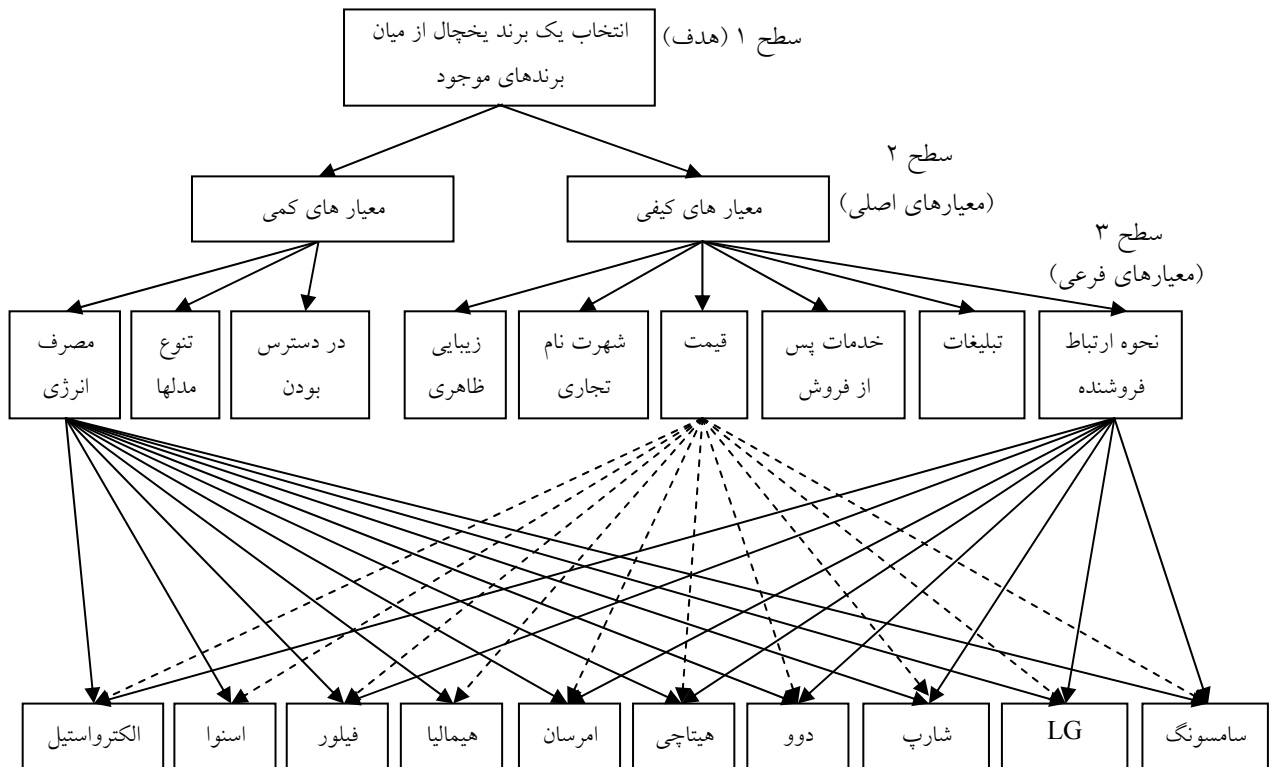 انتخاب یک برند یخچال از میان
برندهای موجود
سطح ۱ (هدف)
سطح ۲
(معیارهای اصلی)
معیار های کیفی
معیار های کمی
سطح ۳
(معیارهای فرعی)
نحوه ارتباط
فروشنده
تبلیغات
خدمات پس
از فروش
قیمت
شهرت نام
تجاری
زیبایی
ظاهری
در دسترس
بودن
تنوع
مدلها
مصرف
انرژی
سامسونگ
LG
شارپ
دوو
هیتاچی
امرسان
هیمالیا
فیلور
اسنوا
الکترواستیل